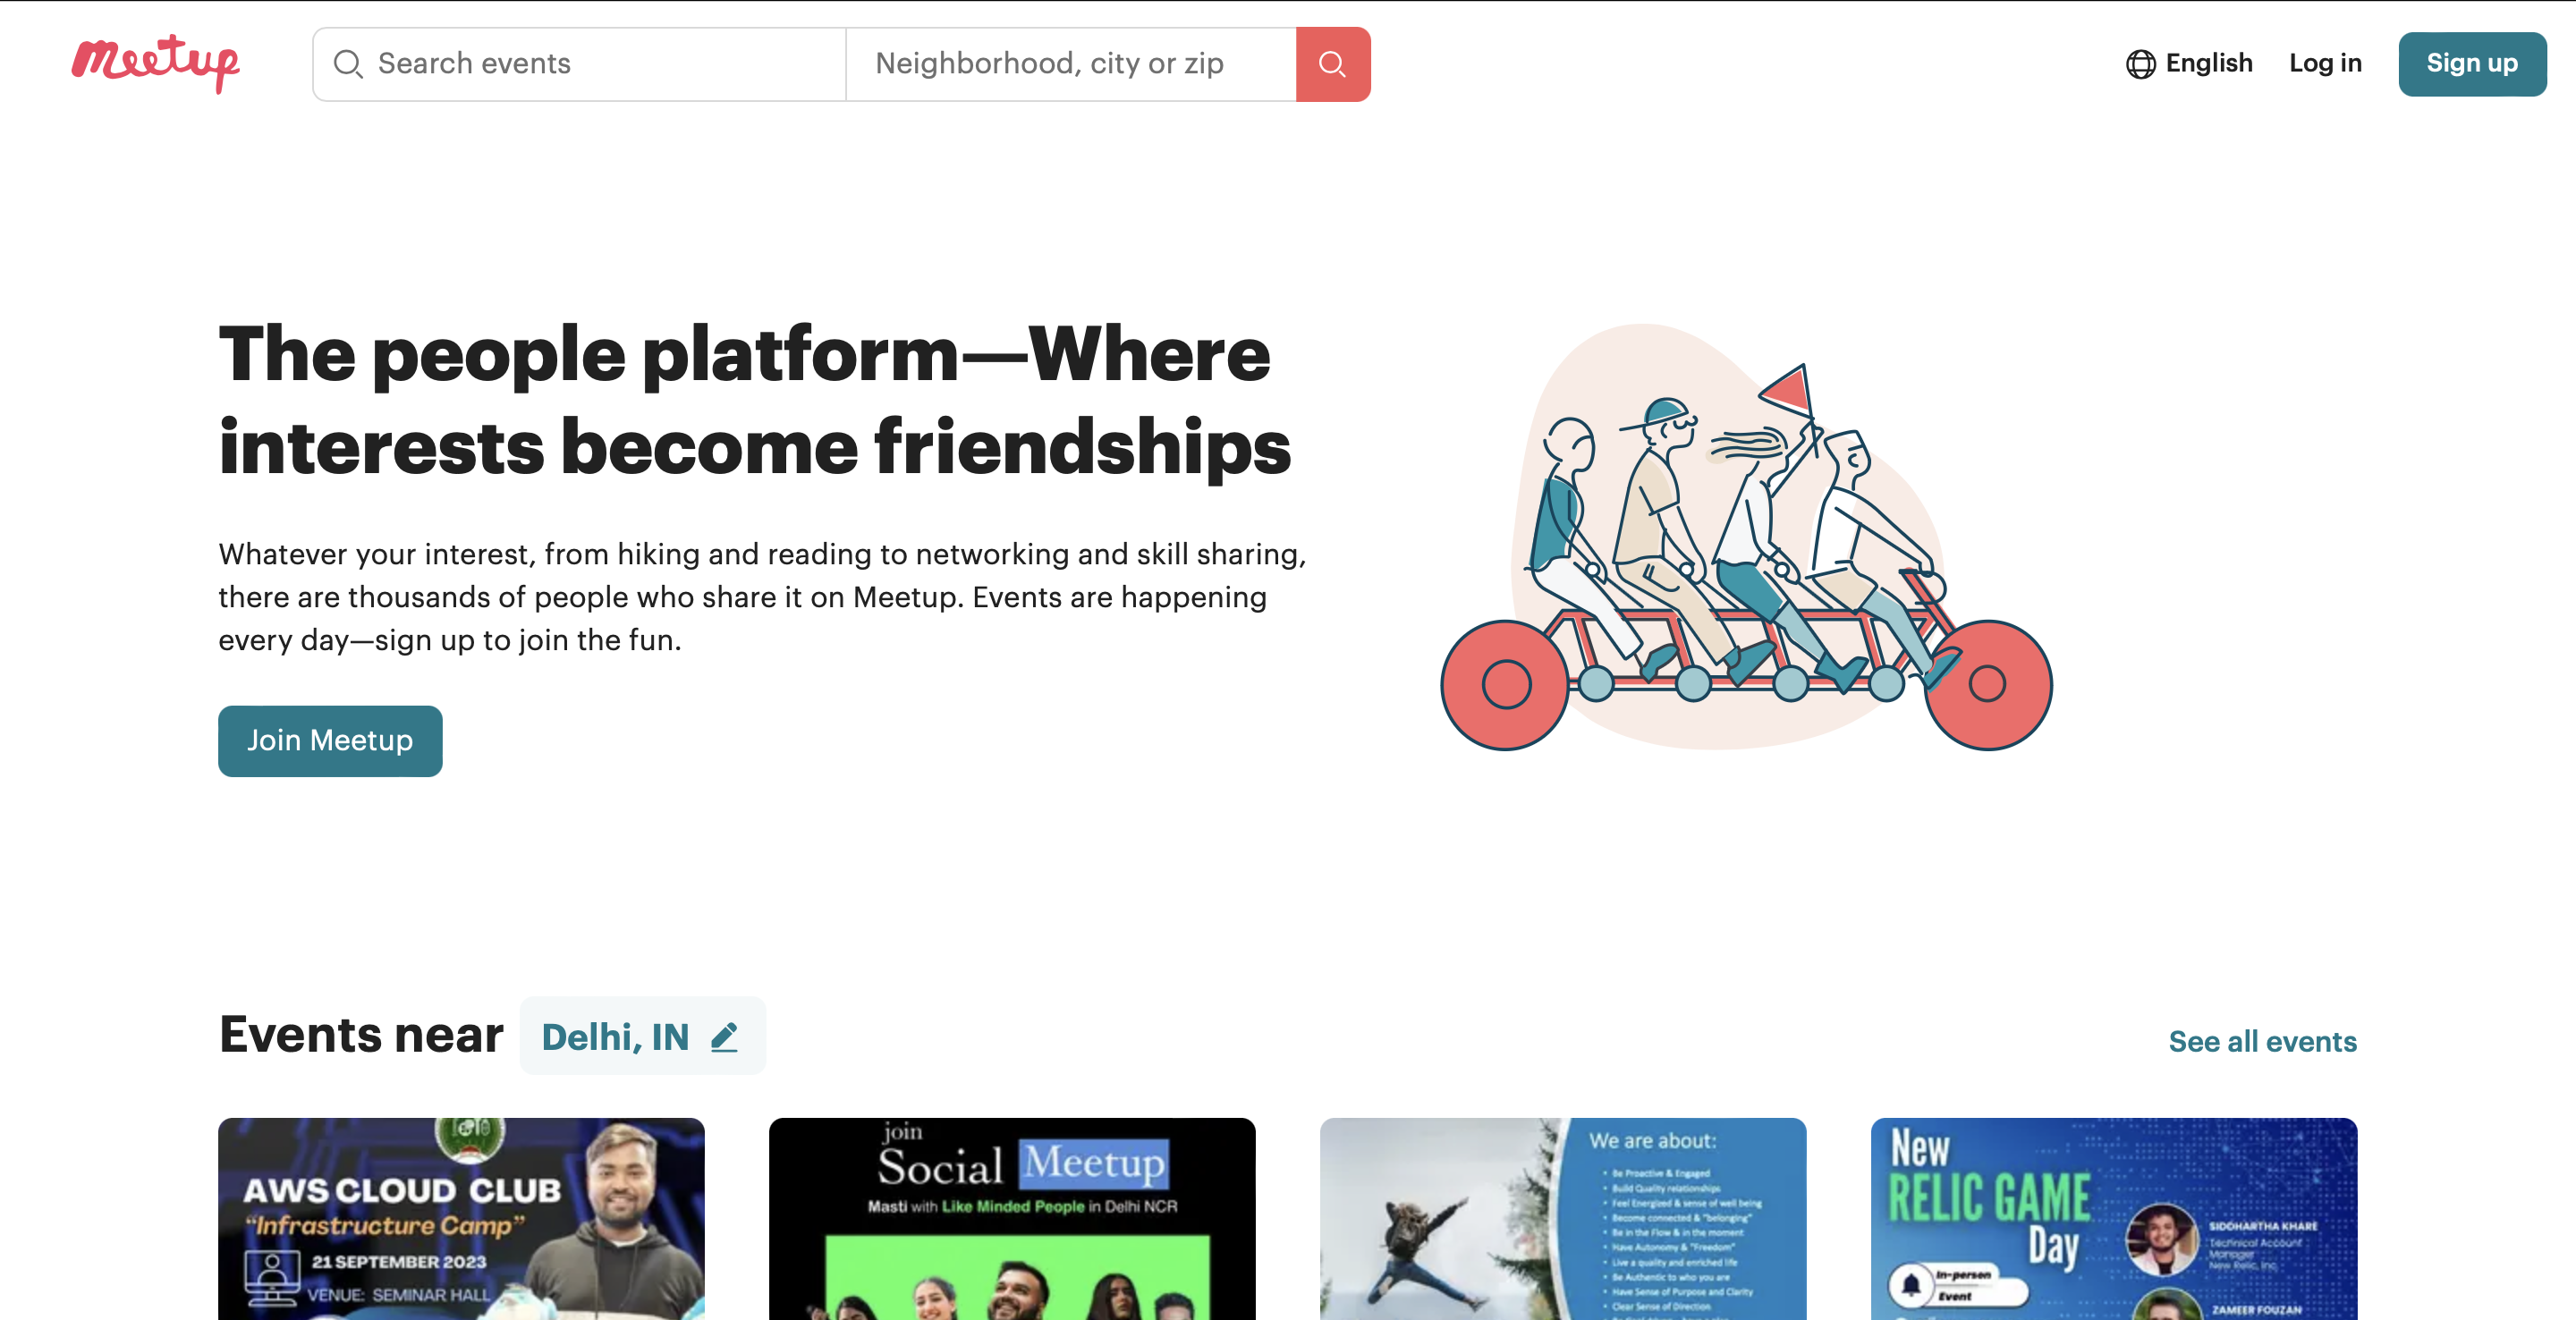 meetup
Search events
Neighborhood, city or zip
English
Log in
Sign up
The people platform—Where
interests become friendships
Whatever your interest, from hiking and reading to networking and skill sharing,
there are thousands of people who share it on Meetup. Events are happening
every day—sign up to join the fun.
Join Meetup
Events near
Delhi, IN
See all events
AWS CLOUD CLUB
“Infrastructure Camp”
21 SEPTEMBER 2023
VENUE: SEMINAR HALL
join
Social Meetup
Masti with Like Minded People in Delhi NCR
We are about:
• Be Proactive & Engaged
• Build Quality relationships
• Feel Energized & sense of well being
• Become connected & "belonging"
• Be in the Flow & in the moment
• Have Autonomy & "Freedom"
• Live a quality and enriched life
• Be Authentic to who you are
• Have Sense of Purpose and Clarity
• Clear Sense of Direction
New
RELIC GAME
Day
SIDDHARTHA KHARE
Technical Account
Manager
New Relic, Inc.
In-person
Event
ZAMEER FOUZAN